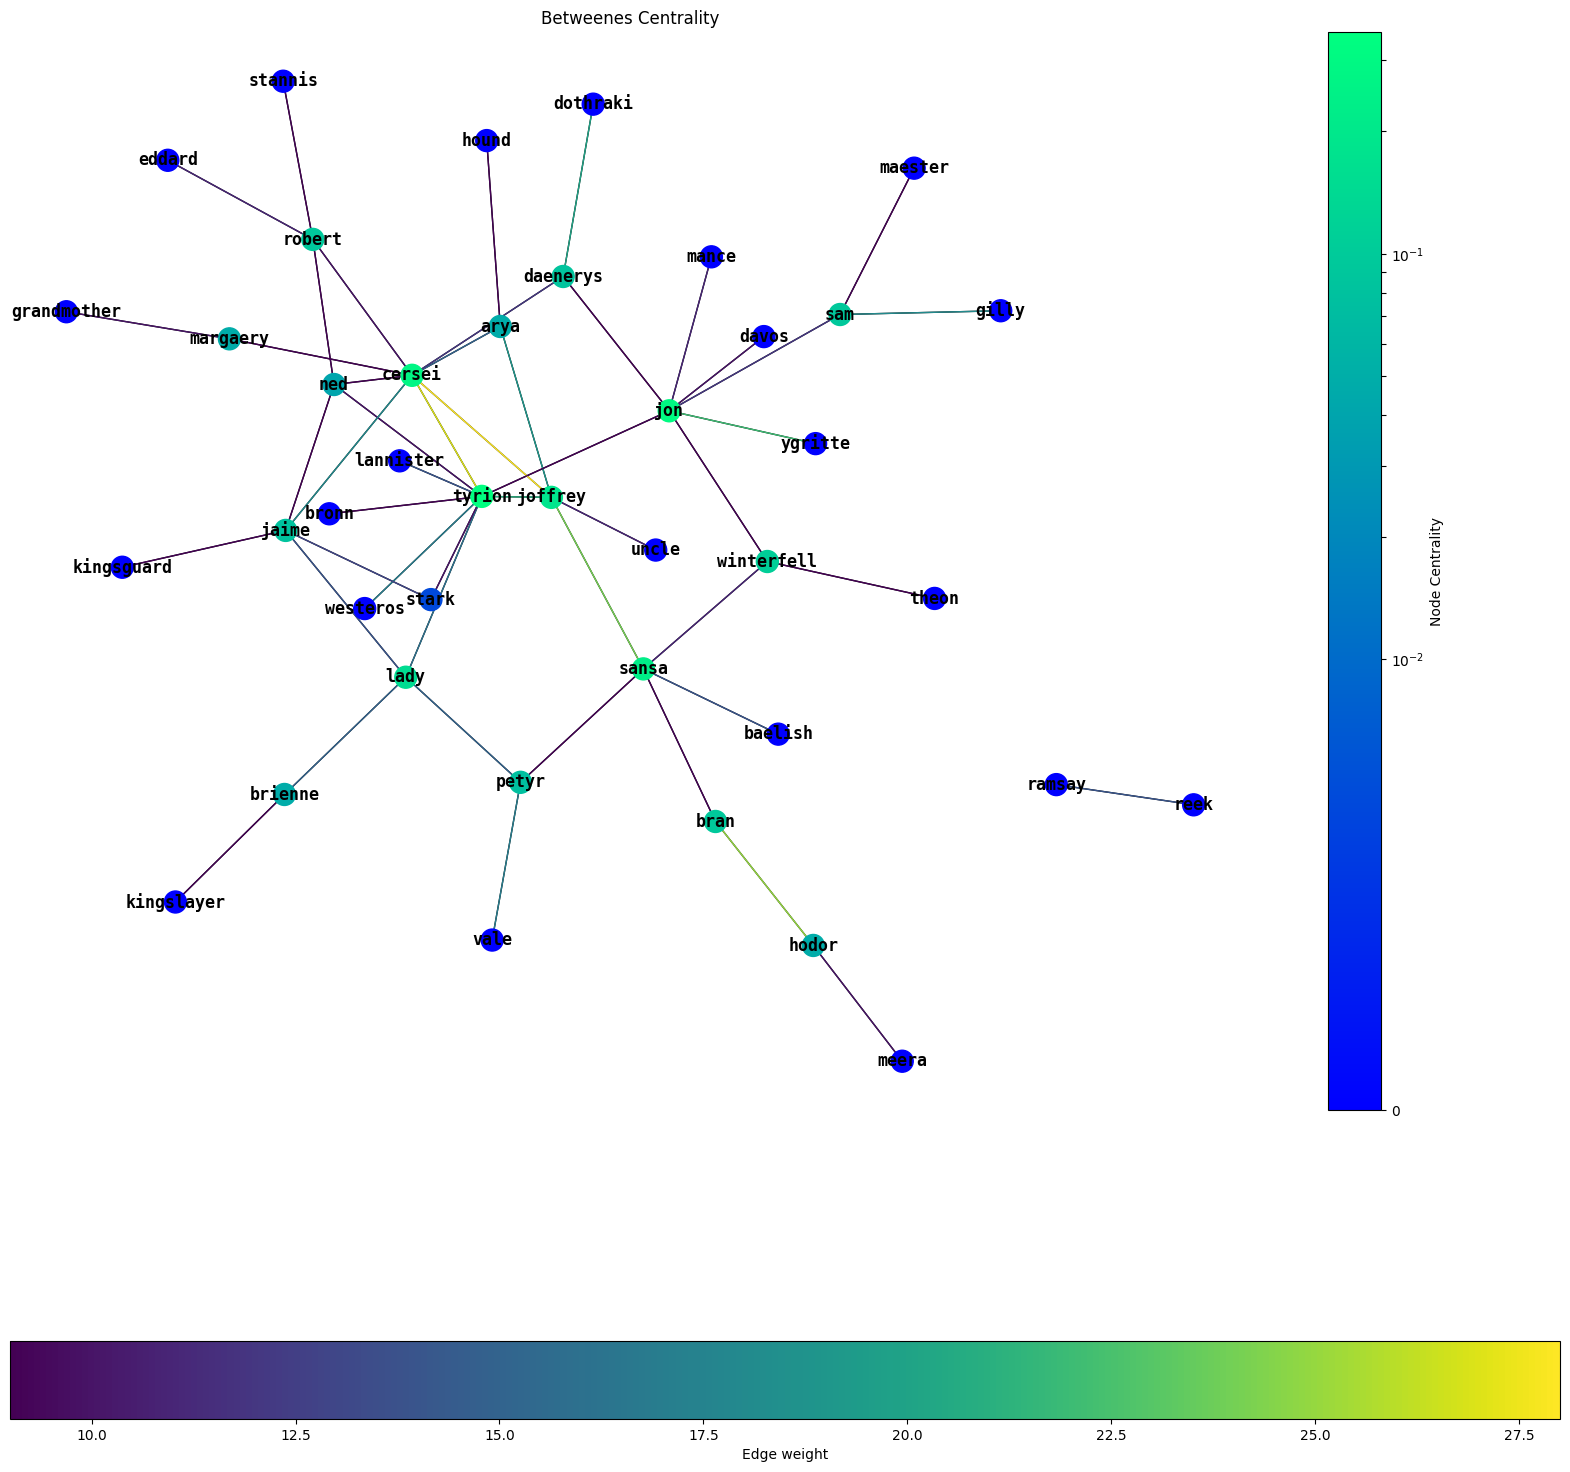 Betweenes Centrality
stannis
dothraki
hound
eddard
maester
robert
mance
daenerys
grandmother
sam
gilly
arya
margaery
davos
cersei
ned
jon
ygritte
lannister
tyrion
joffrey
bronn
jaime
uncle
winterfell
kingsguard
theon
stark
westeros
sansa
lady
baelish
petyr
ramsay
brienne
reek
bran
kingslayer
vale
hodor
meera
10⁻¹
10⁻²
0
Node Centrality
10.0 12.5 15.0 17.5 20.0 22.5 25.0 27.5
Edge weight